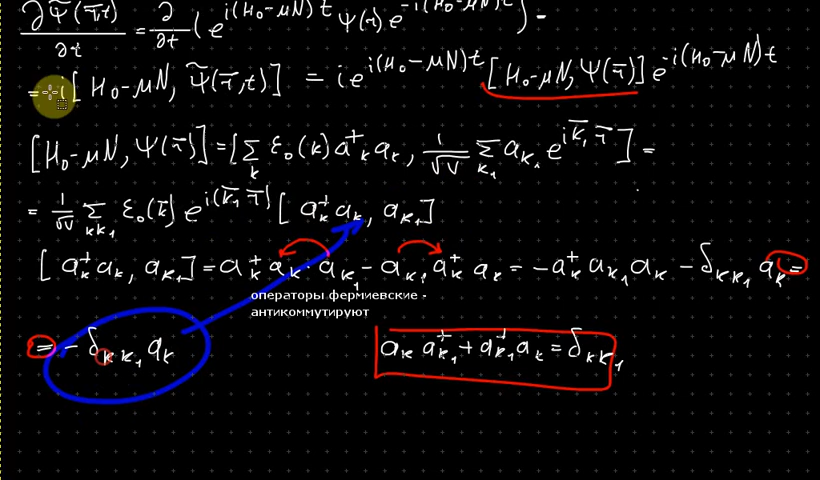 ∂Ψ̃(r̄,t)/∂t = ∂/∂t (e^{i(H₀-μN)t} Ψ(r̄) e^{-i(H₀-μN)t}) =
= i[H₀-μN, Ψ̃(r̄,t)] = i e^{i(H₀-μN)t} [H₀-μN, Ψ(r̄)] e^{-i(H₀-μN)t}
[H₀-μN, Ψ(r̄)] = [∑_k ε₀(k) a⁺_k a_k, 1/√V ∑_{k₁} a_{k₁} e^{i k̄₁ r̄}] =
= 1/√V ∑_{kk₁} ε₀(k̄) e^{i(k̄₁ r̄)} [a⁺_k a_k, a_{k₁}]
[a⁺_k a_k, a_{k₁}] = a⁺_k a_k · a_{k₁} - a_{k₁} a⁺_k a_k = -a⁺_k a_{k₁} a_k - δ_{kk₁} a_k =
операторы фермиевские -
антикоммутируют
= - δ_{kk₁} a_k
a_k a⁺_{k₁} + a⁺_{k₁} a_k = δ_{kk₁}